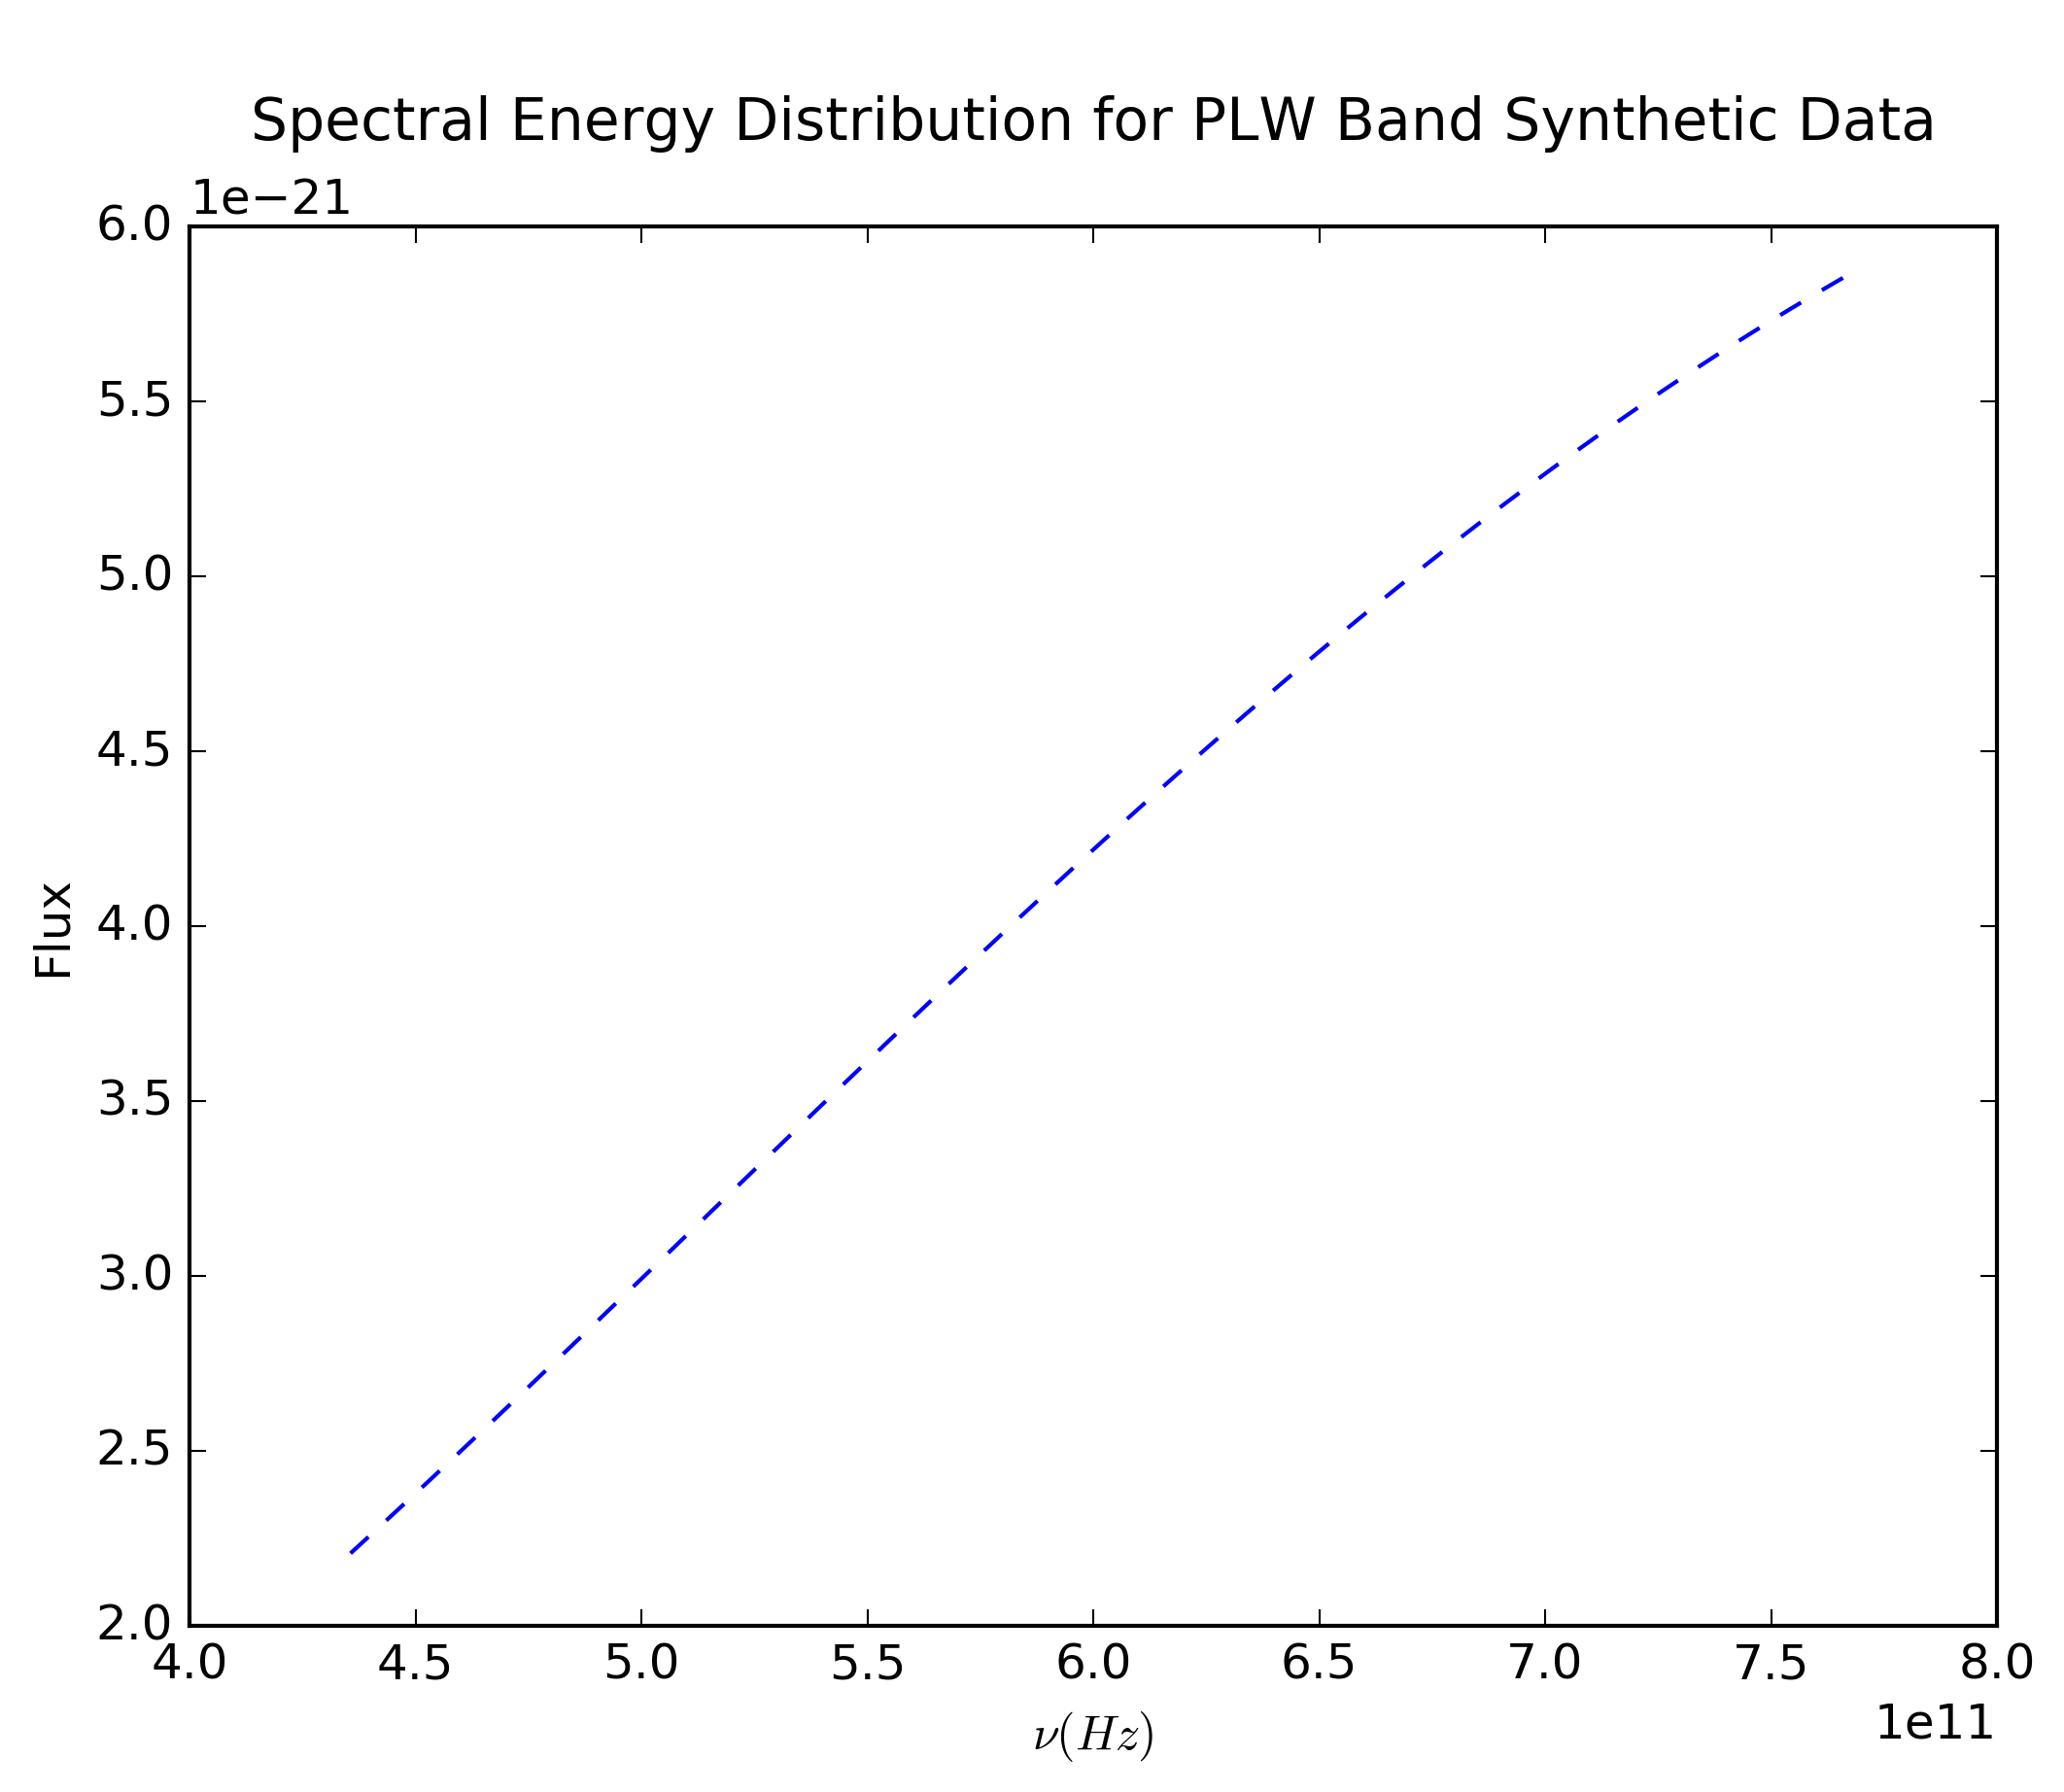 Spectral Energy Distribution for PLW Band Synthetic Data
1e−21
6.0
5.5
5.0
4.5
4.0
3.5
3.0
2.5
2.0
Flux
4.0 4.5 5.0 5.5 6.0 6.5 7.0 7.5 8.0
1e11
ν(Hz)